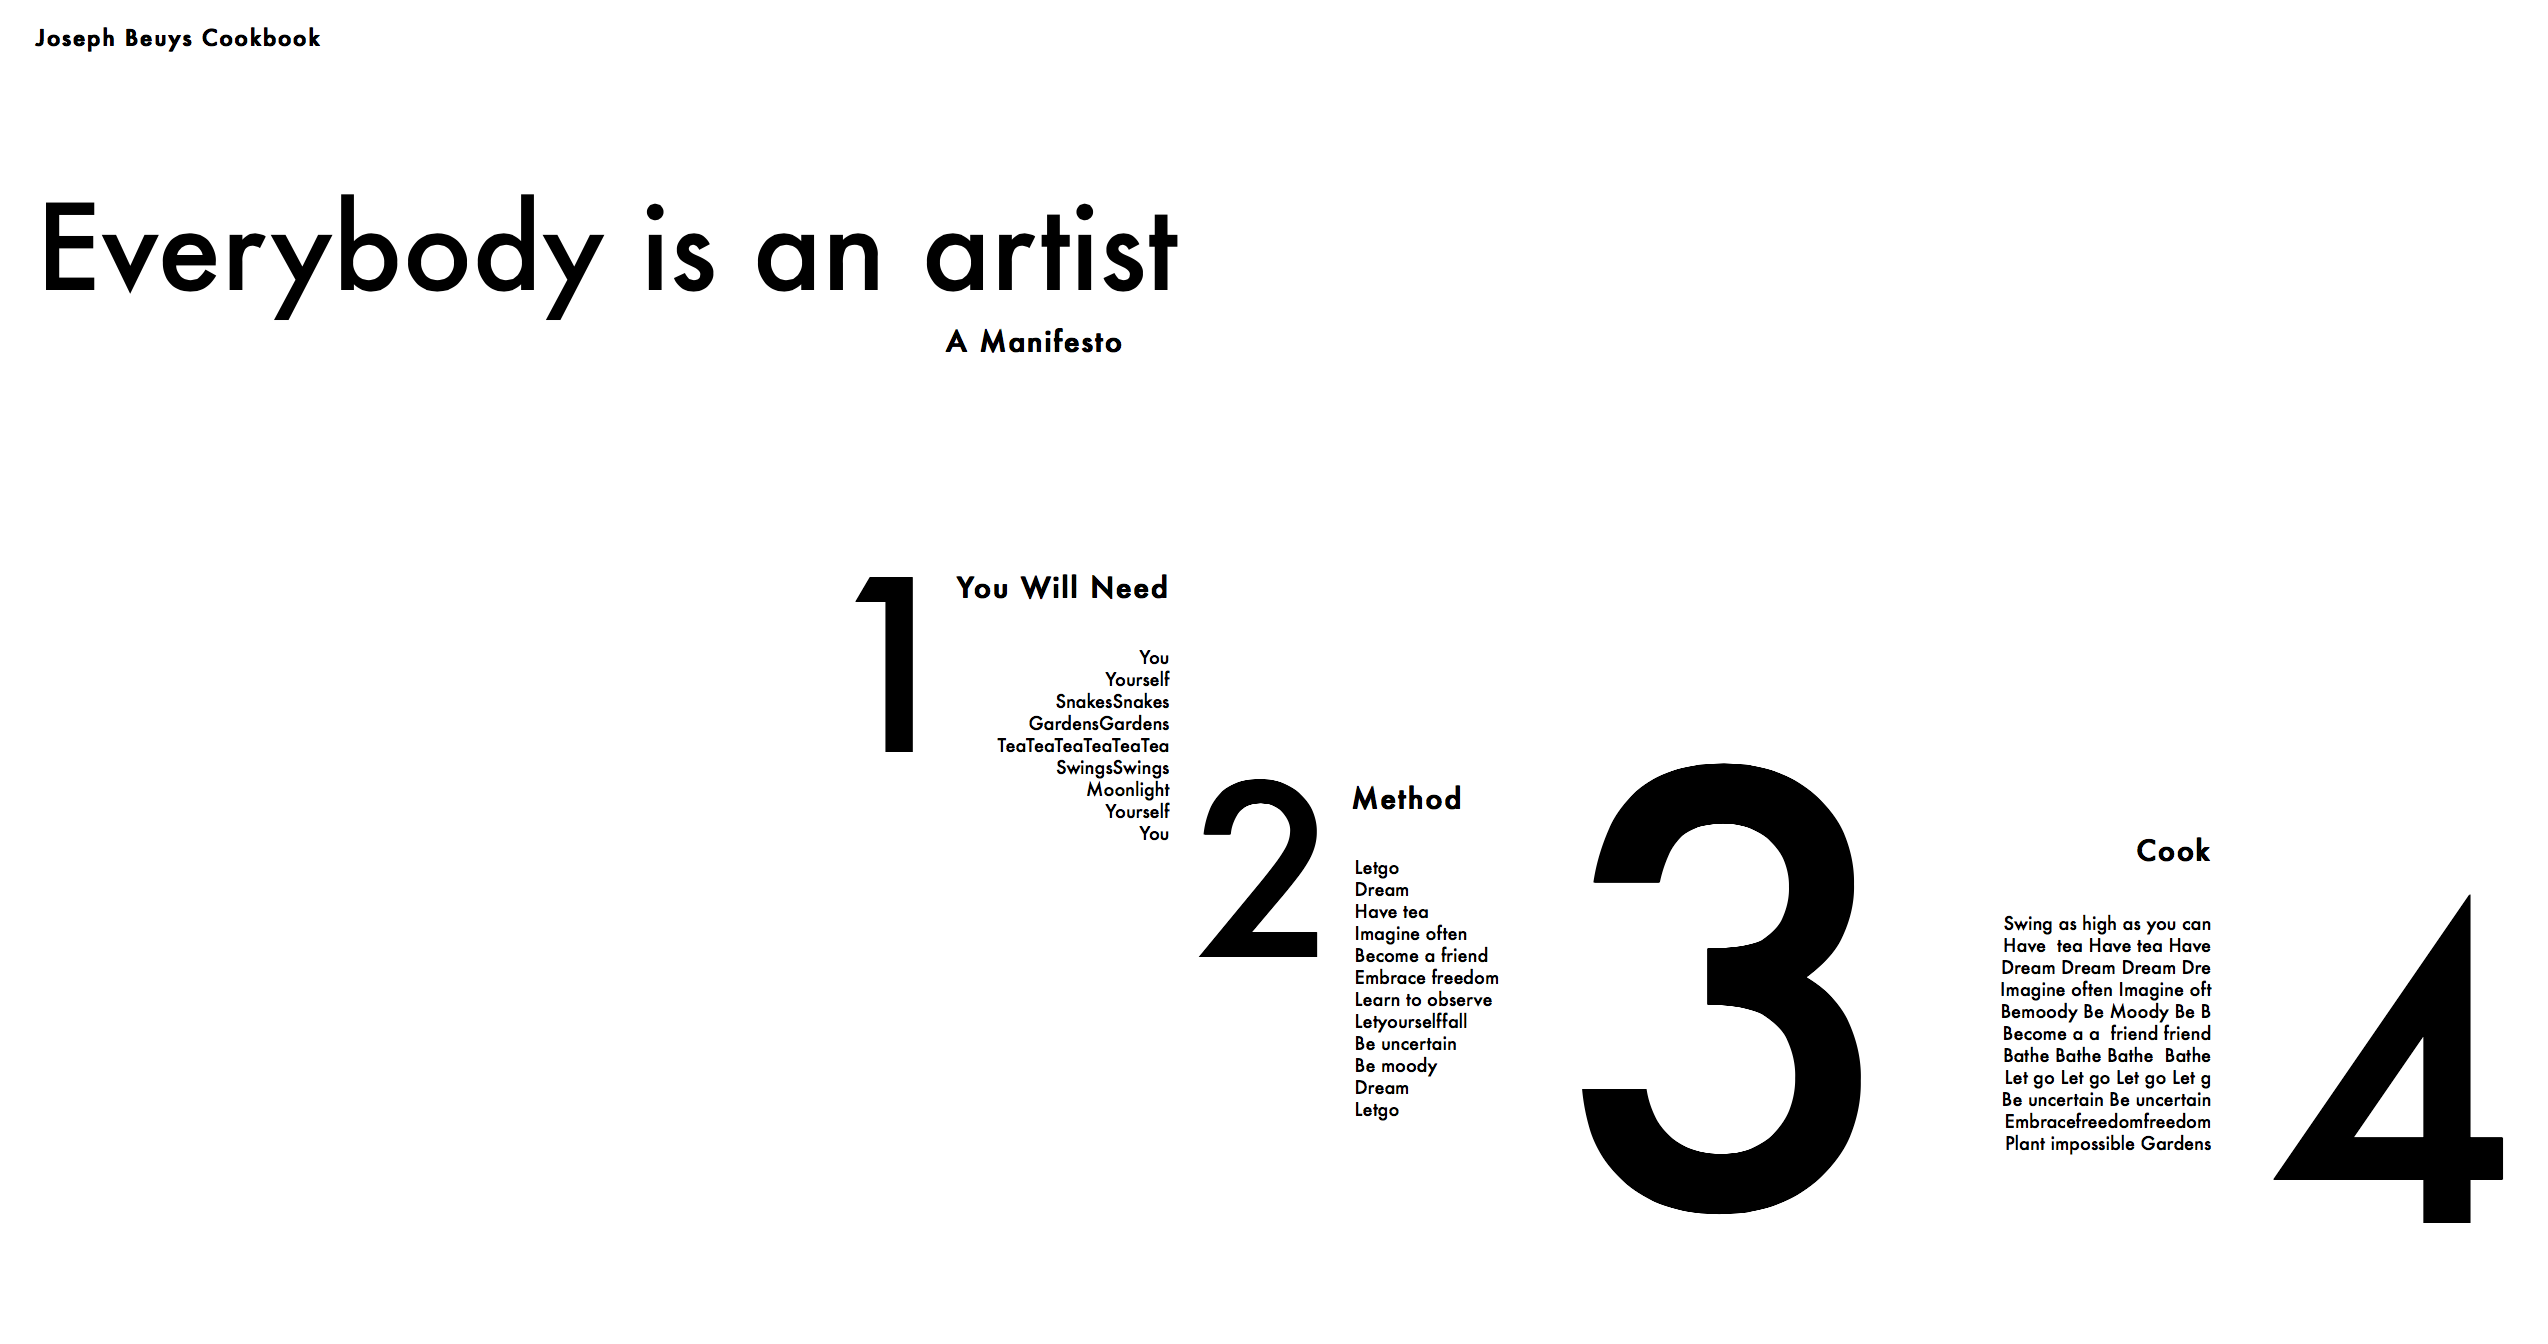 Joseph Beuys Cookbook
Everybody is an artist
A Manifesto
1
You Will Need
You
Yourself
SnakesSnakes
GardensGardens
TeaTeaTeaTeaTeaTea
SwingsSwings
Moonlight
Yourself
You
2
Method
Letgo
Dream
Have tea
Imagine often
Become a friend
Embrace freedom
Learn to observe
Letyourselffall
Be uncertain
Be moody
Dream
Letgo
3
Cook
Swing as high as you can
Have  tea Have tea Have
Dream Dream Dream Dre
Imagine often Imagine oft
Bemoody Be Moody Be B
Become a a  friend friend
Bathe Bathe Bathe  Bathe
Let go Let go Let go Let g
Be uncertain Be uncertain
Embracefreedomfreedom
Plant impossible Gardens
4